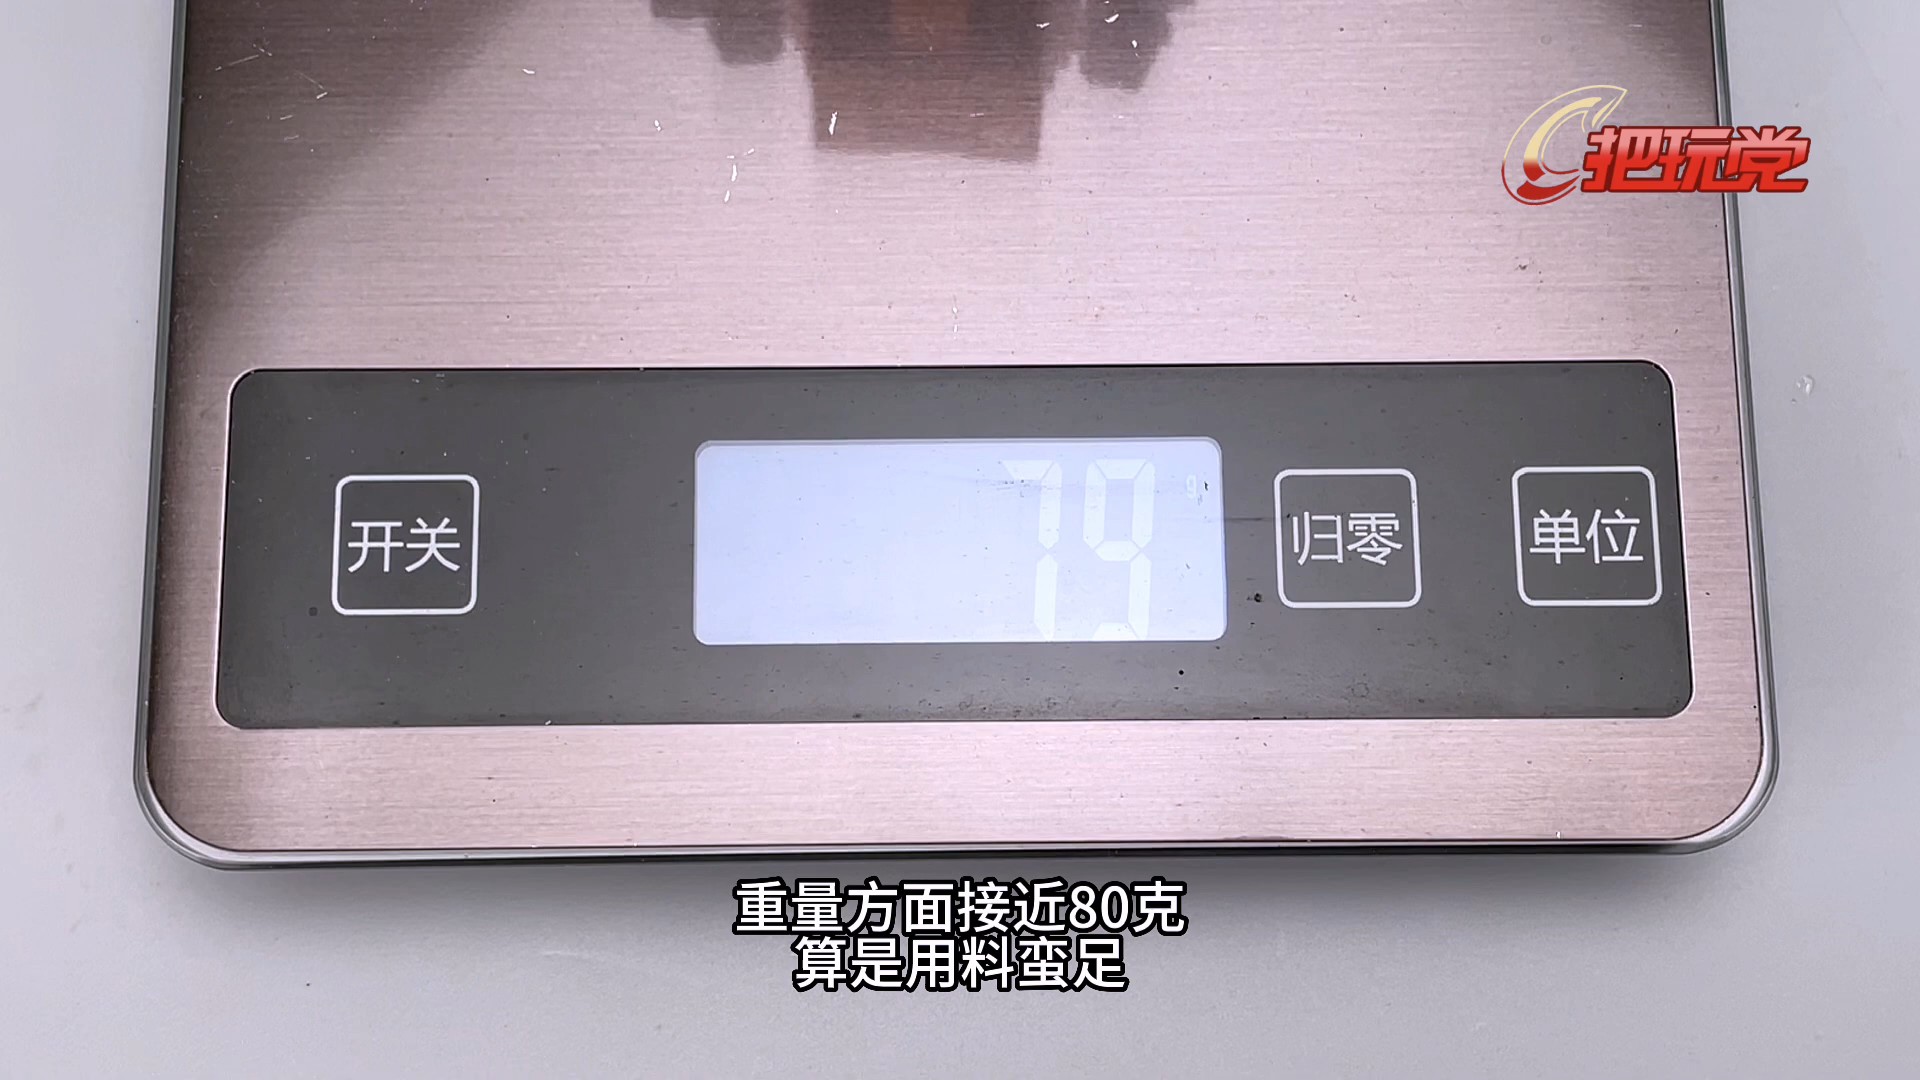 把玩党
79 g
开关
归零
单位
重量方面接近80克
算是用料蛮足